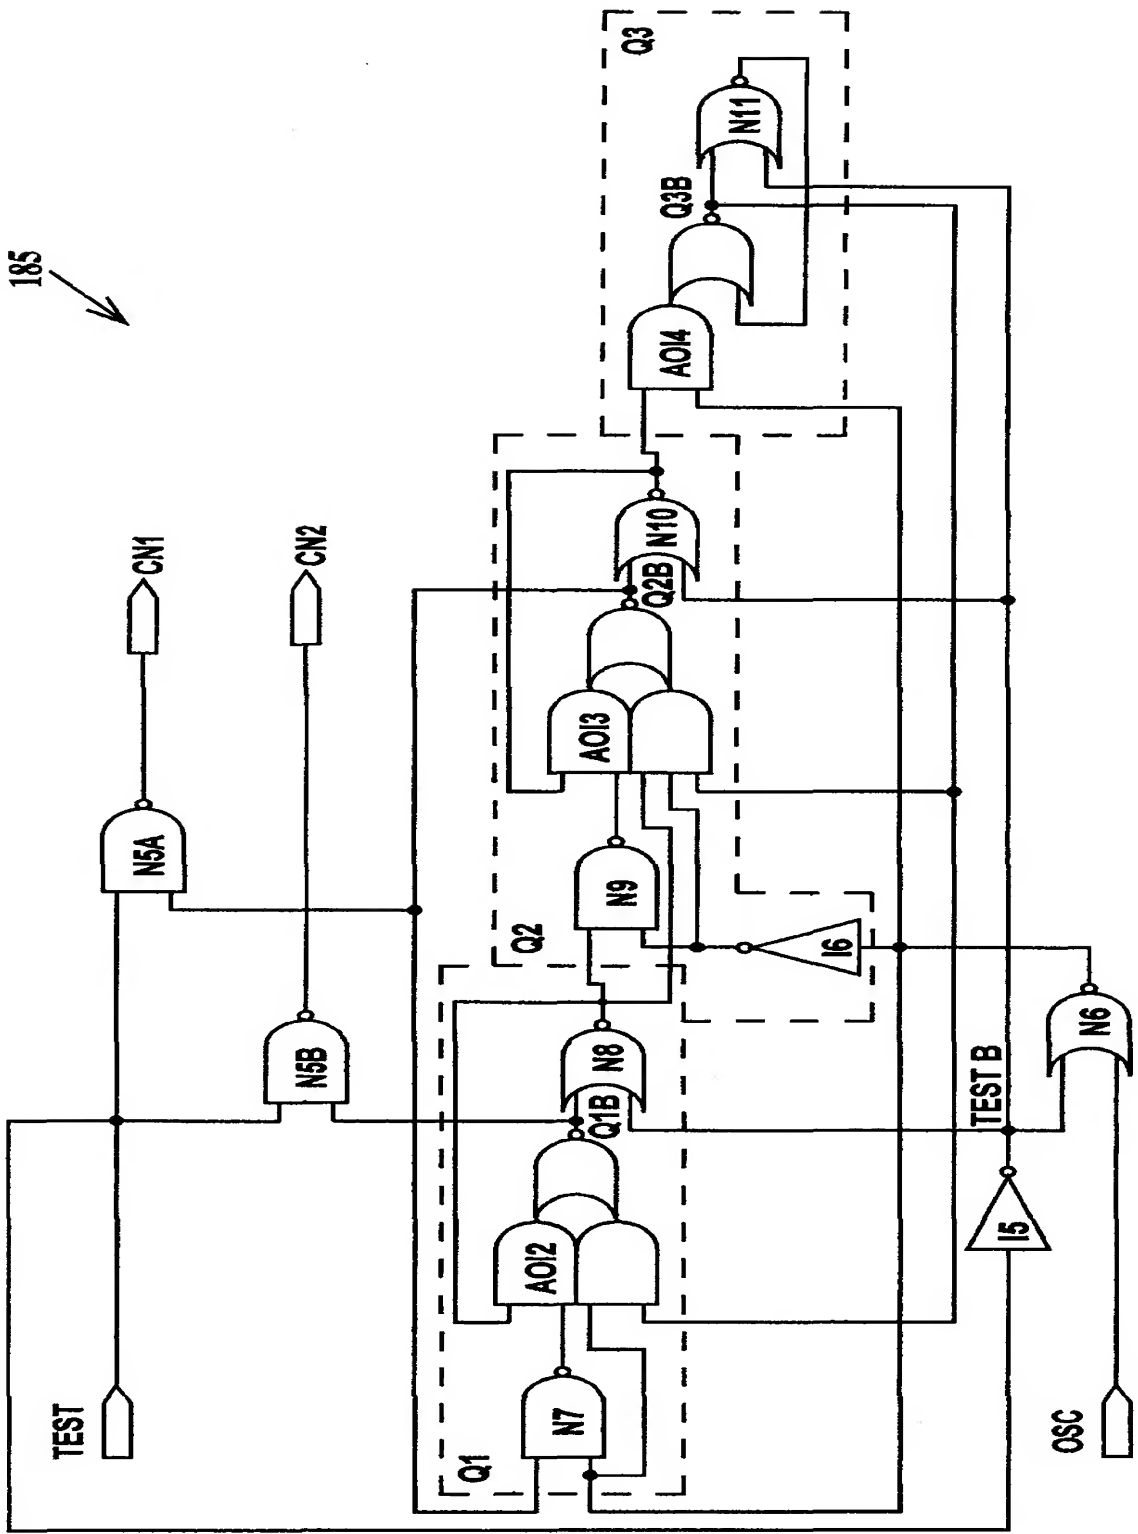 185
TEST
CN1
N5A
CN2
N5B
Q1
N7
AOI2
Q1B
N8
Q2
N9
AOI3
Q2B
N10
I6
Q3
AOI4
Q3B
N11
TEST B
I5
N6
OSC